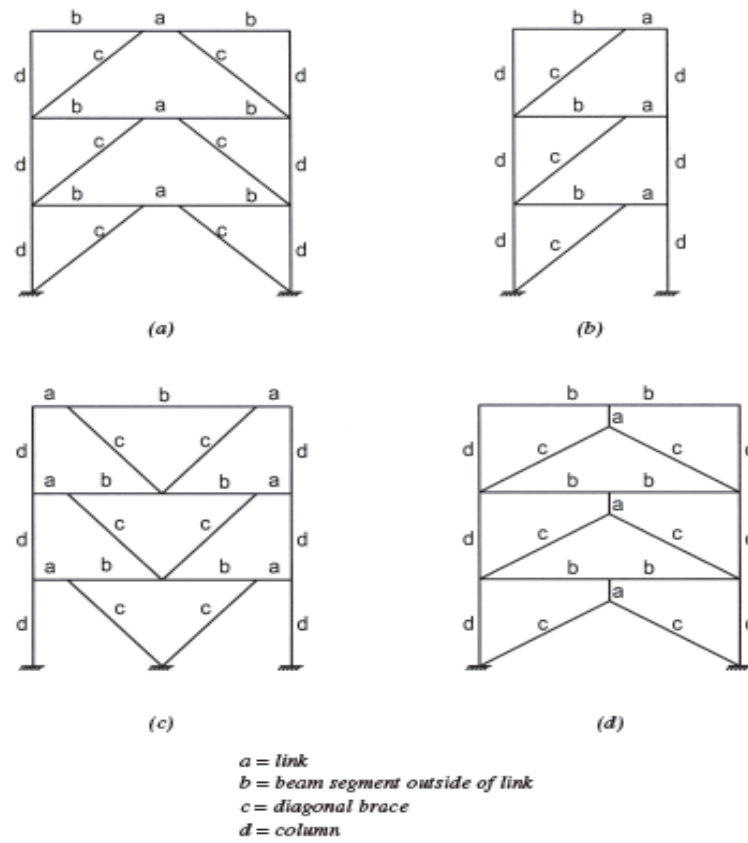 b a b b a
d c c d d c d
b a b b a
d c c d d c d
b a b b a
d c c d d c d
(a) (b)
a b a b b
d c c d d a
c c
a b b a b b
d c c d d a
c c
a b b a b b
d c c d d a
c c
(c) (d)
a = link
b = beam segment outside of link
c = diagonal brace
d = column